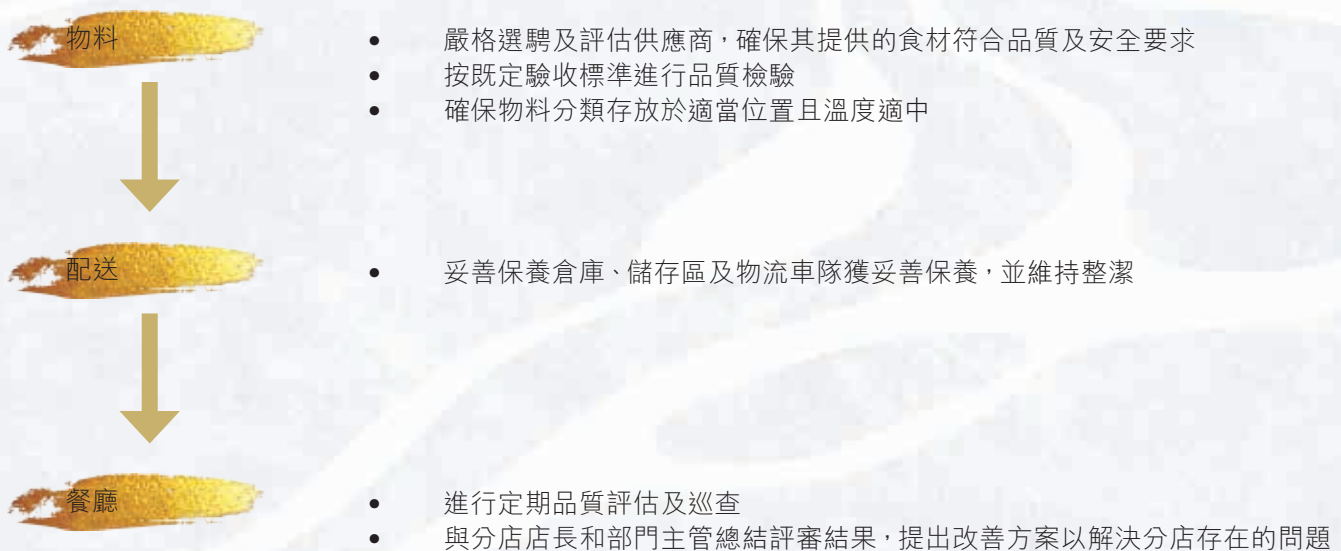 物料
• 嚴格選聘及評估供應商，確保其提供的食材符合品質及安全要求
• 按既定驗收標準進行品質檢驗
• 確保物料分類存放於適當位置且溫度適中
配送
• 妥善保養倉庫、儲存區及物流車隊獲妥善保養，並維持整潔
餐廳
• 進行定期品質評估及巡查
• 與分店店長和部門主管總結評審結果，提出改善方案以解決分店存在的問題